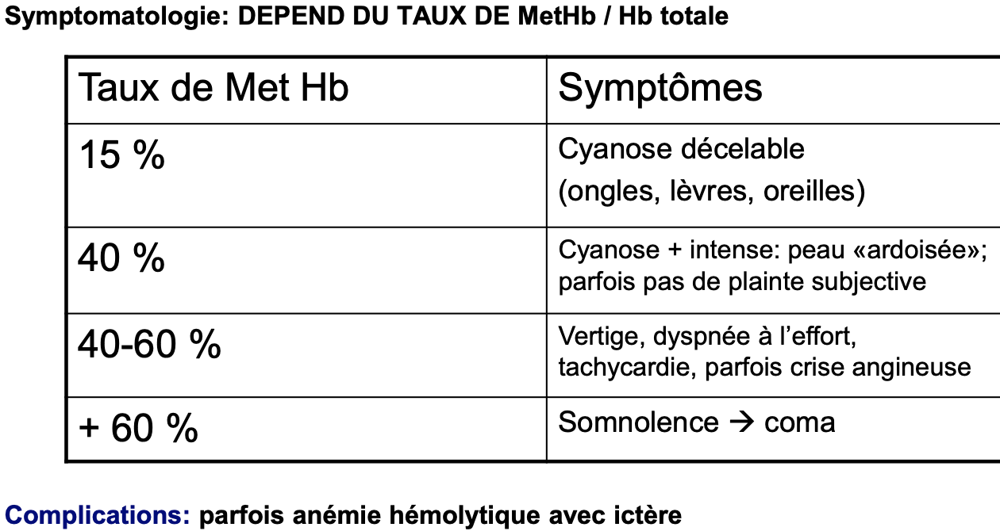 Symptomatologie: DEPEND DU TAUX DE MetHb / Hb totale
Taux de Met Hb
Symptômes
15 %
Cyanose décelable
(ongles, lèvres, oreilles)
40 %
Cyanose + intense: peau «ardoisée»;
parfois pas de plainte subjective
40-60 %
Vertige, dyspnée à l’effort,
tachycardie, parfois crise angineuse
+ 60 %
Somnolence → coma
Complications: parfois anémie hémolytique avec ictère